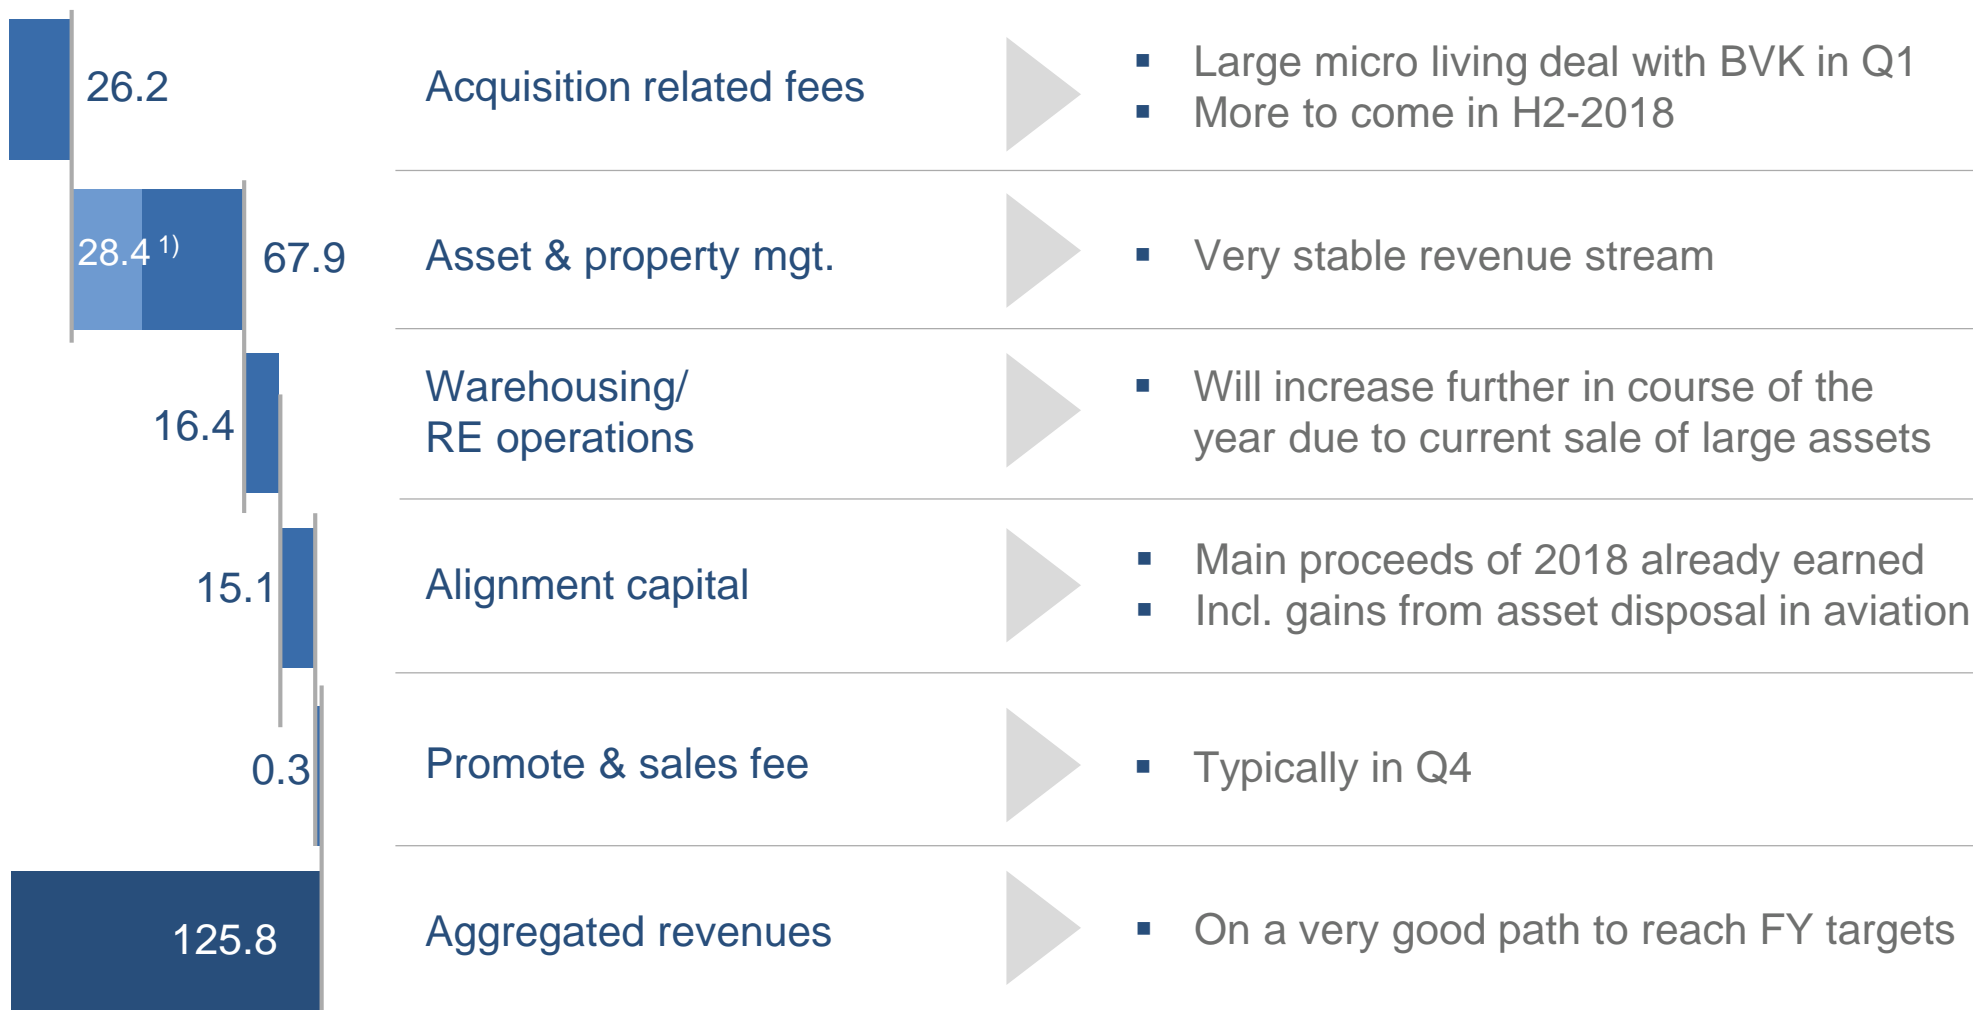 26.2
Acquisition related fees
▪ Large micro living deal with BVK in Q1
▪ More to come in H2-2018
28.4 1)
67.9
Asset & property mgt.
▪ Very stable revenue stream
16.4
Warehousing/
RE operations
▪ Will increase further in course of the
year due to current sale of large assets
15.1
Alignment capital
▪ Main proceeds of 2018 already earned
▪ Incl. gains from asset disposal in aviation
0.3
Promote & sales fee
▪ Typically in Q4
125.8
Aggregated revenues
▪ On a very good path to reach FY targets